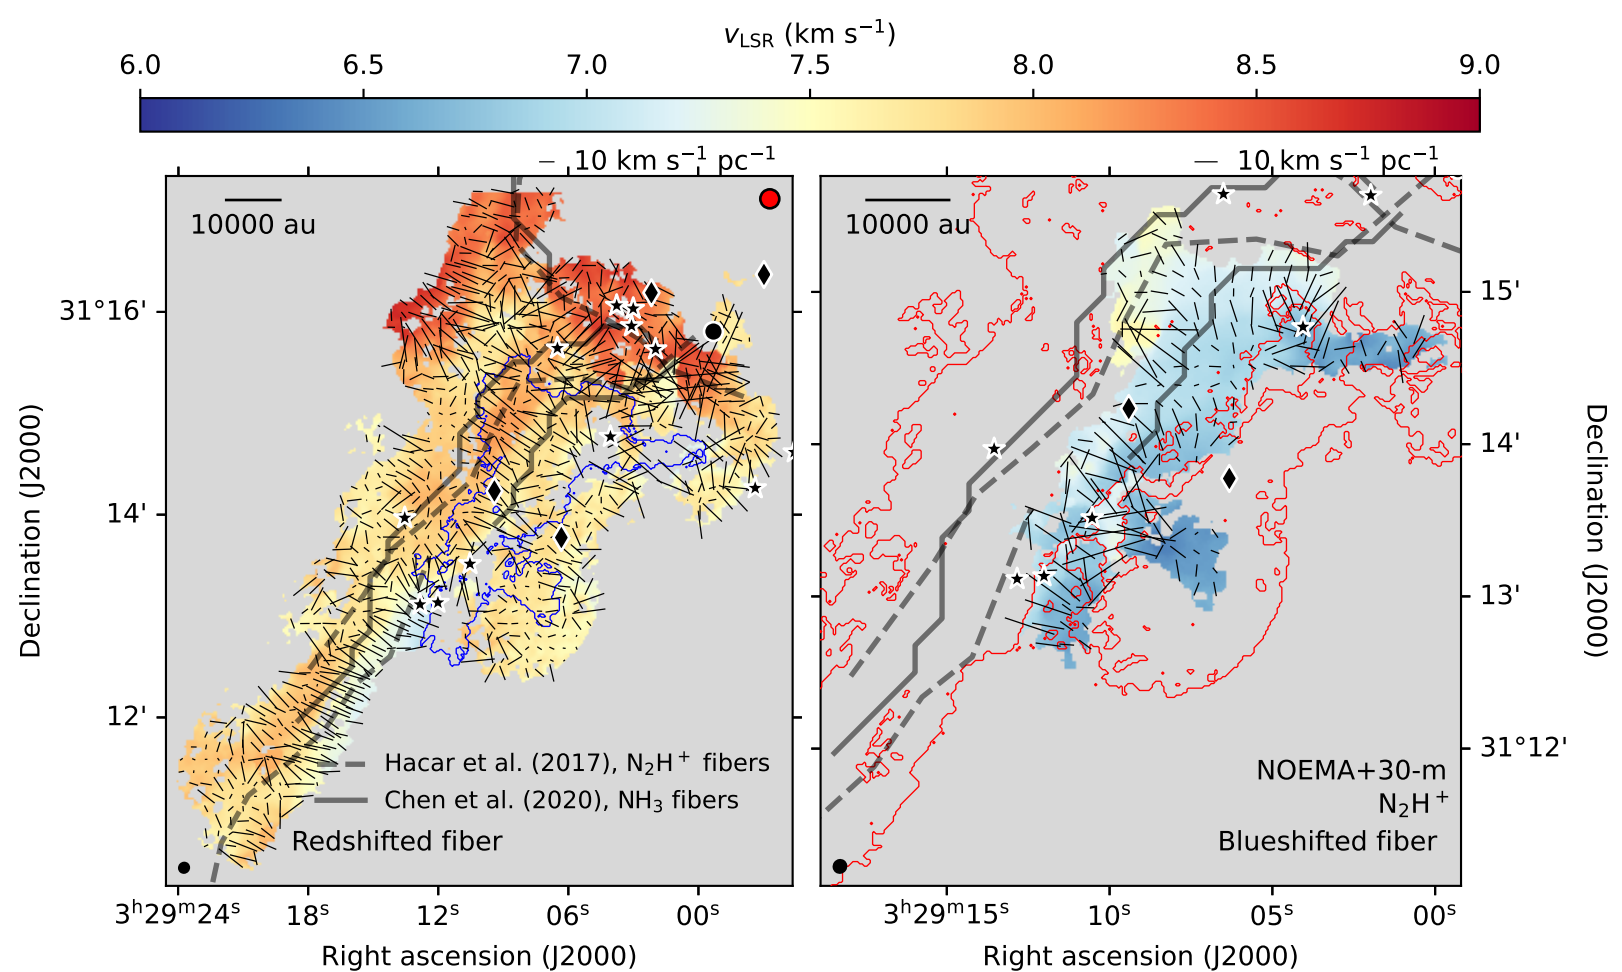 v_LSR (km s⁻¹)
6.0 6.5 7.0 7.5 8.0 8.5 9.0
10 km s⁻¹ pc⁻¹
10000 au
31°16'
14'
12'
Declination (J2000)
Hacar et al. (2017), N₂H⁺ fibers
Chen et al. (2020), NH₃ fibers
Redshifted fiber
3ʰ29ᵐ24ˢ 18ˢ 12ˢ 06ˢ 00ˢ
Right ascension (J2000)
10 km s⁻¹ pc⁻¹
10000 au
15'
14'
13'
31°12'
Declination (J2000)
NOEMA+30-m
N₂H⁺
Blueshifted fiber
3ʰ29ᵐ15ˢ 10ˢ 05ˢ 00ˢ
Right ascension (J2000)